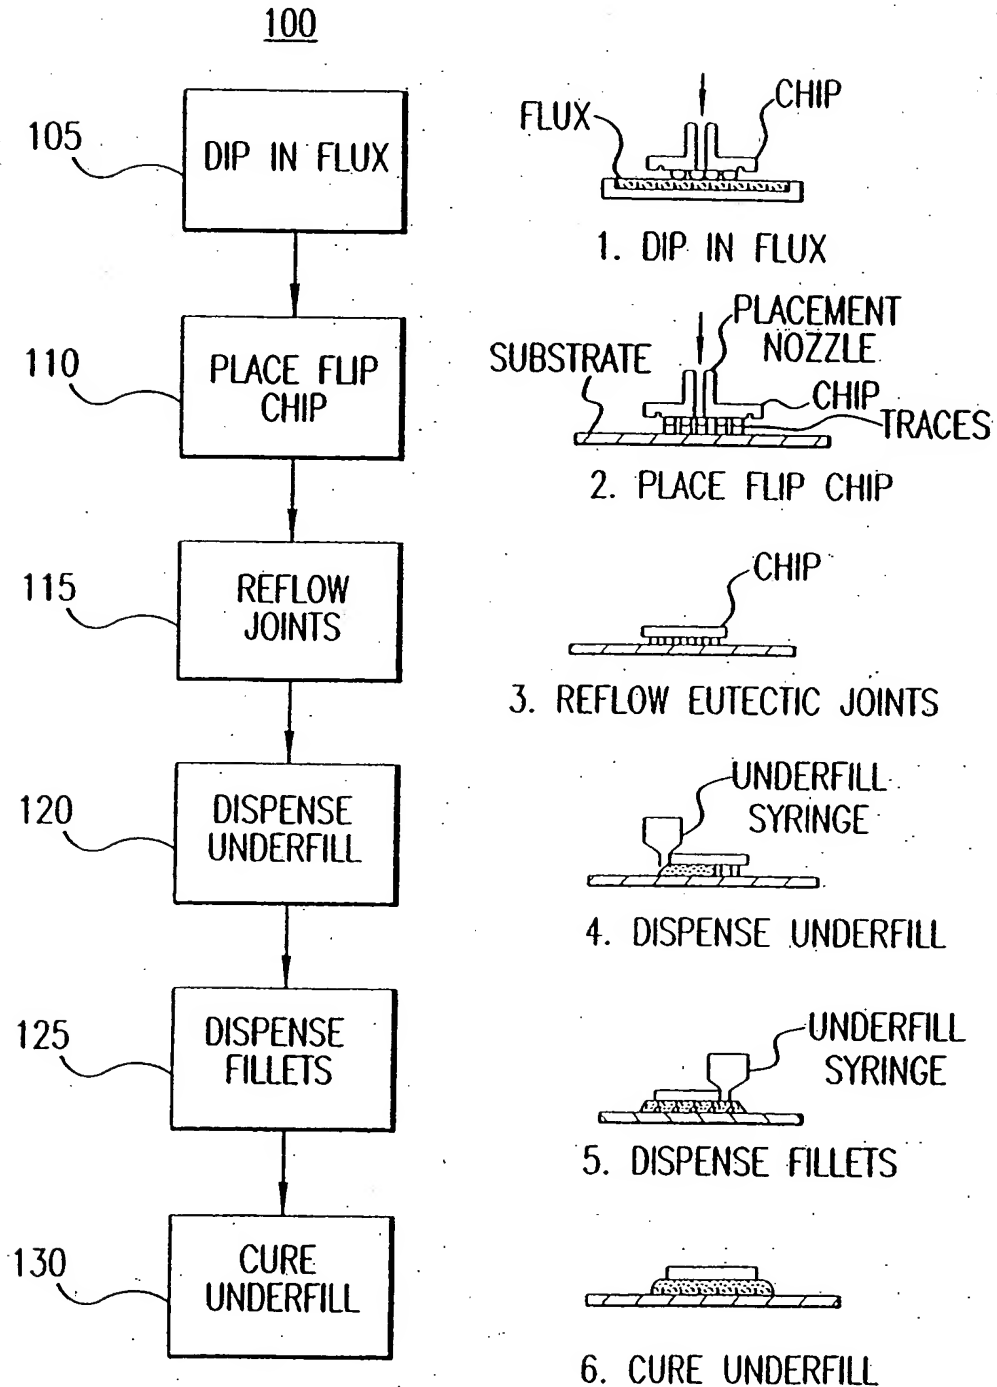 100
105
DIP IN FLUX
FLUX
CHIP
1. DIP IN FLUX
110
PLACE FLIP
CHIP
PLACEMENT
NOZZLE
SUBSTRATE
CHIP
TRACES
2. PLACE FLIP CHIP
115
REFLOW
JOINTS
CHIP
3. REFLOW EUTECTIC JOINTS
120
DISPENSE
UNDERFILL
UNDERFILL
SYRINGE
4. DISPENSE UNDERFILL
125
DISPENSE
FILLETS
UNDERFILL
SYRINGE
5. DISPENSE FILLETS
130
CURE
UNDERFILL
6. CURE UNDERFILL